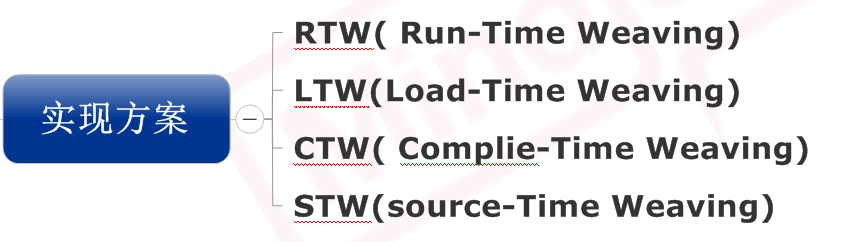 实现方案
RTW( Run-Time Weaving)
LTW(Load-Time Weaving)
CTW( Complie-Time Weaving)
STW(source-Time Weaving)